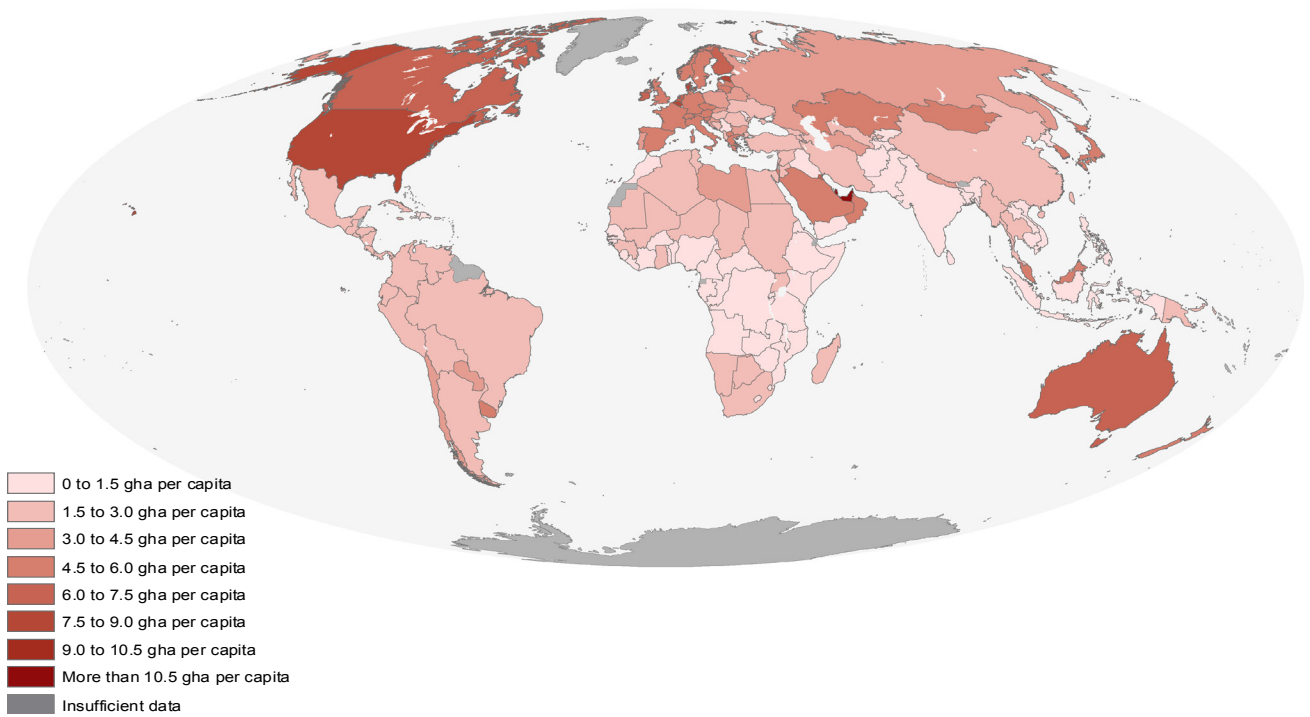 0 to 1.5 gha per capita
1.5 to 3.0 gha per capita
3.0 to 4.5 gha per capita
4.5 to 6.0 gha per capita
6.0 to 7.5 gha per capita
7.5 to 9.0 gha per capita
9.0 to 10.5 gha per capita
More than 10.5 gha per capita
Insufficient data